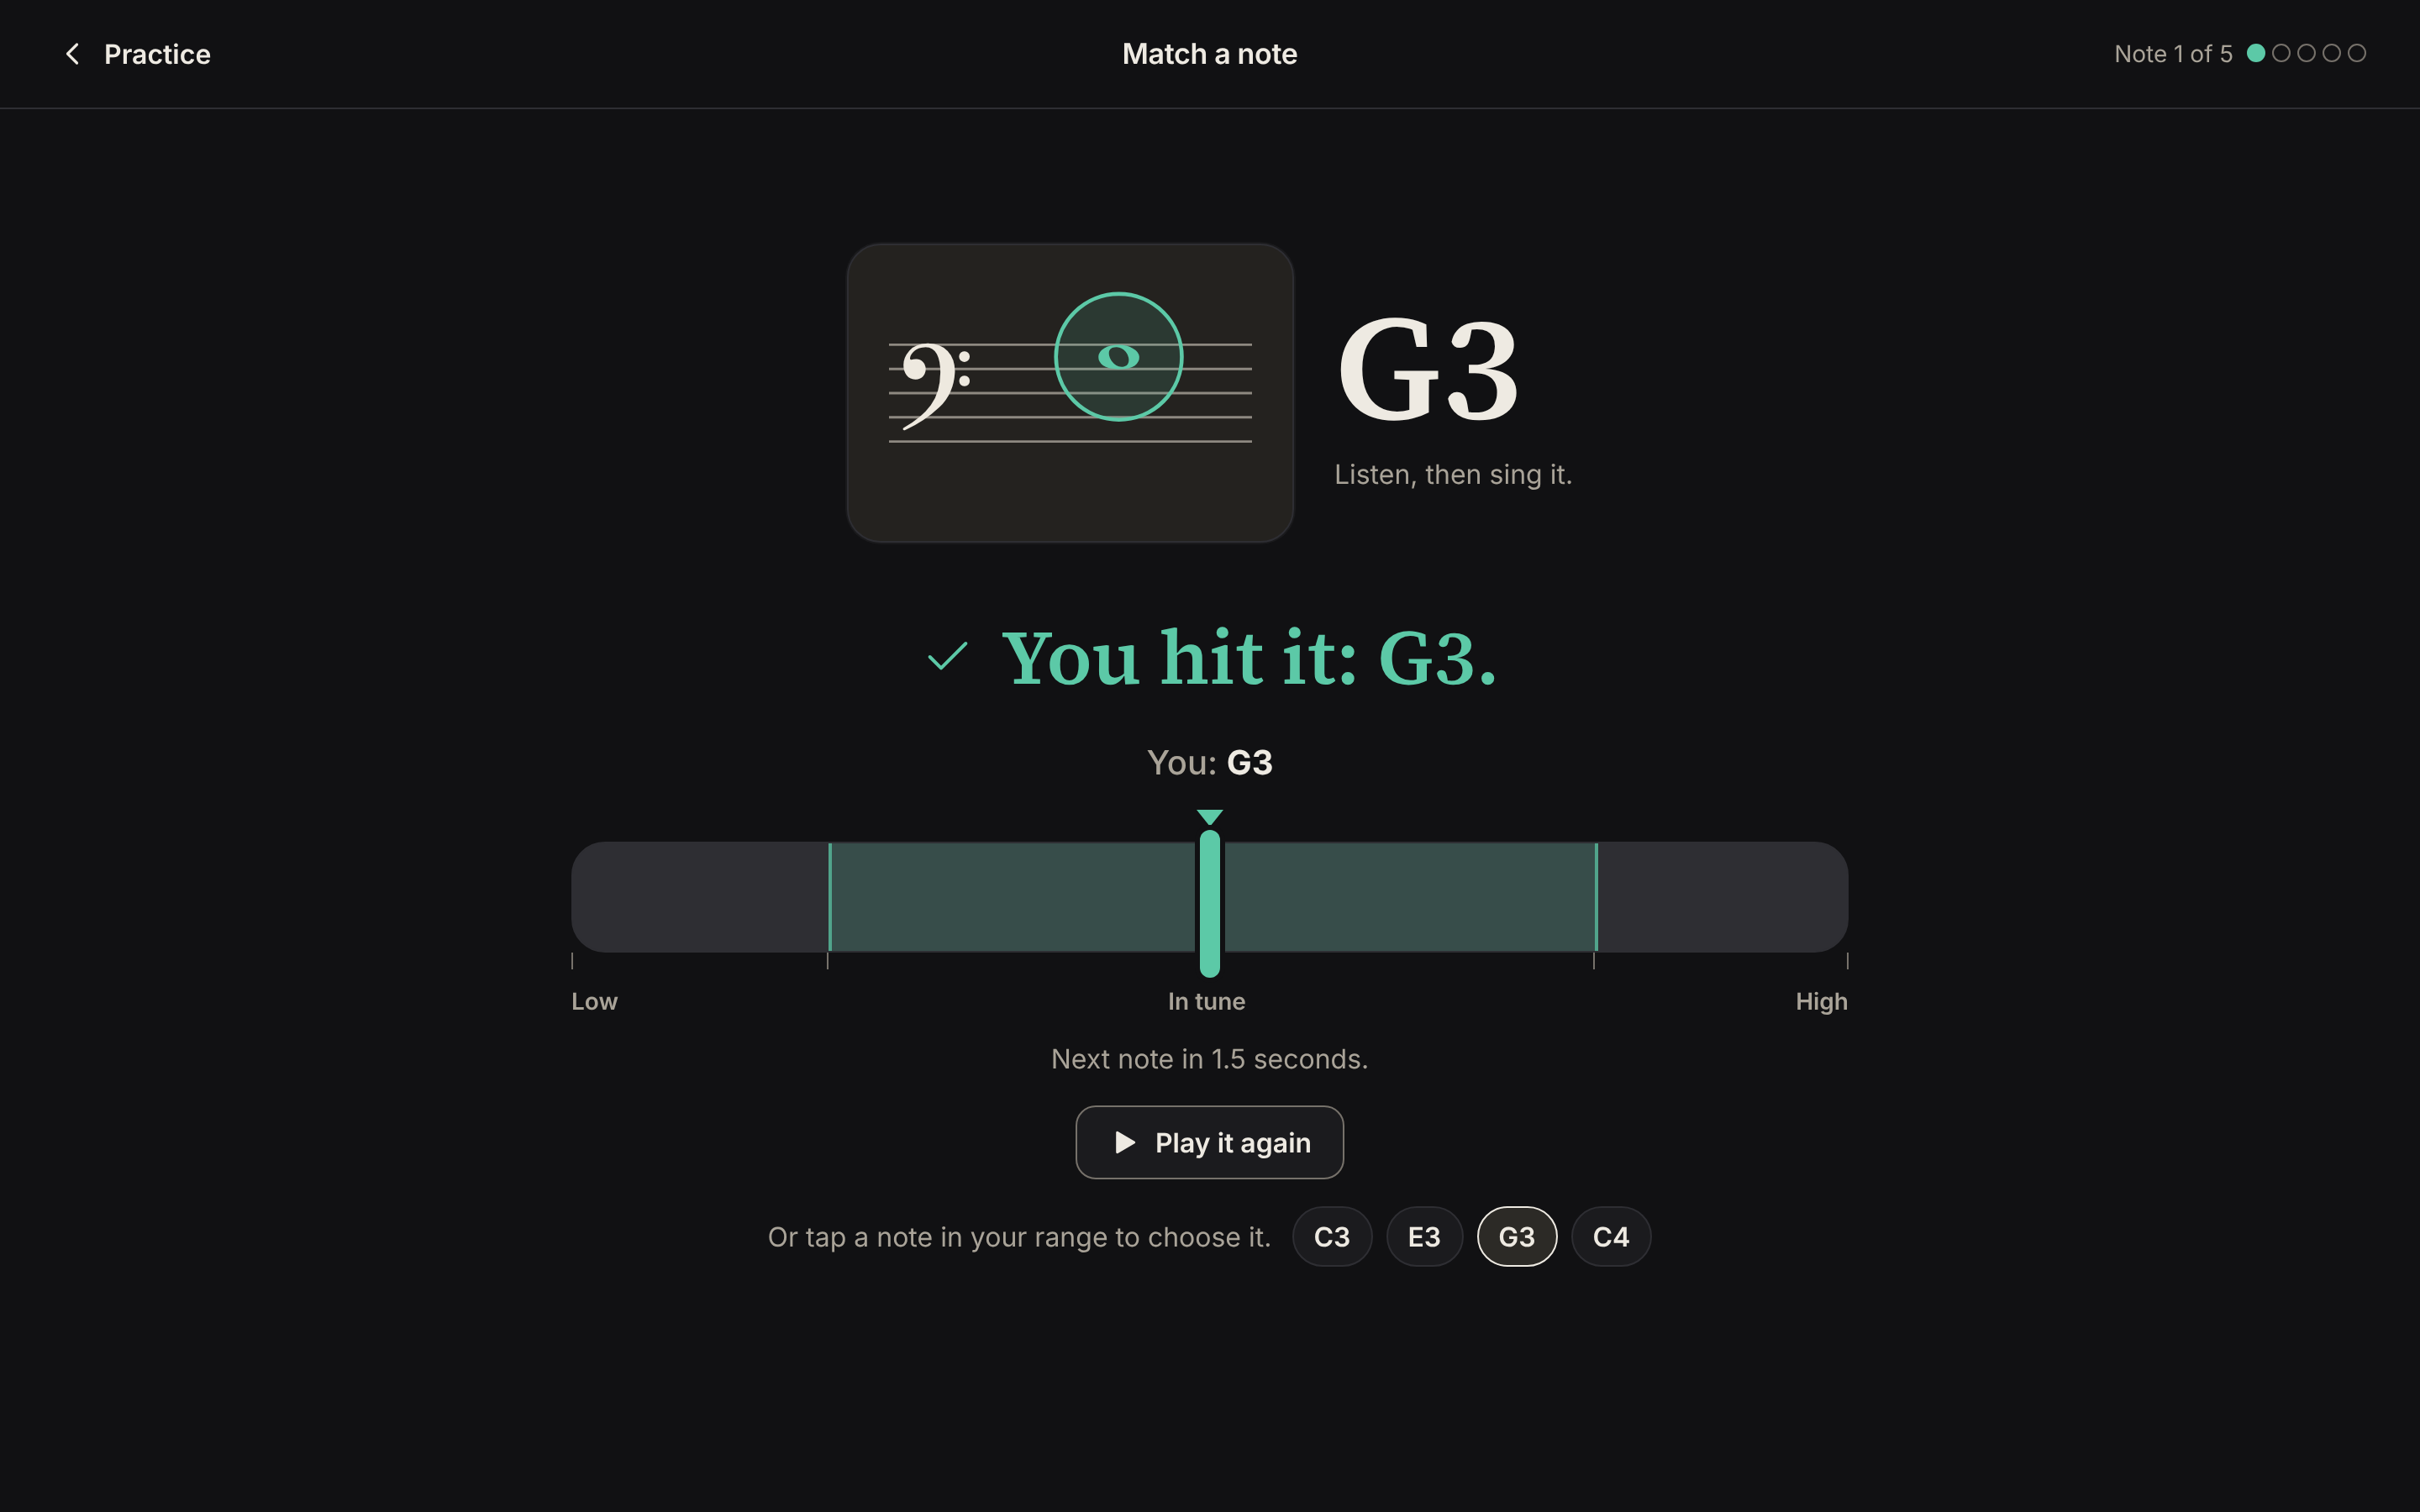 Practice
Match a note
Note 1 of 5
G3
Listen, then sing it.
You hit it: G3.
You: G3
Low
In tune
High
Next note in 1.5 seconds.
Play it again
Or tap a note in your range to choose it.
C3
E3
G3
C4